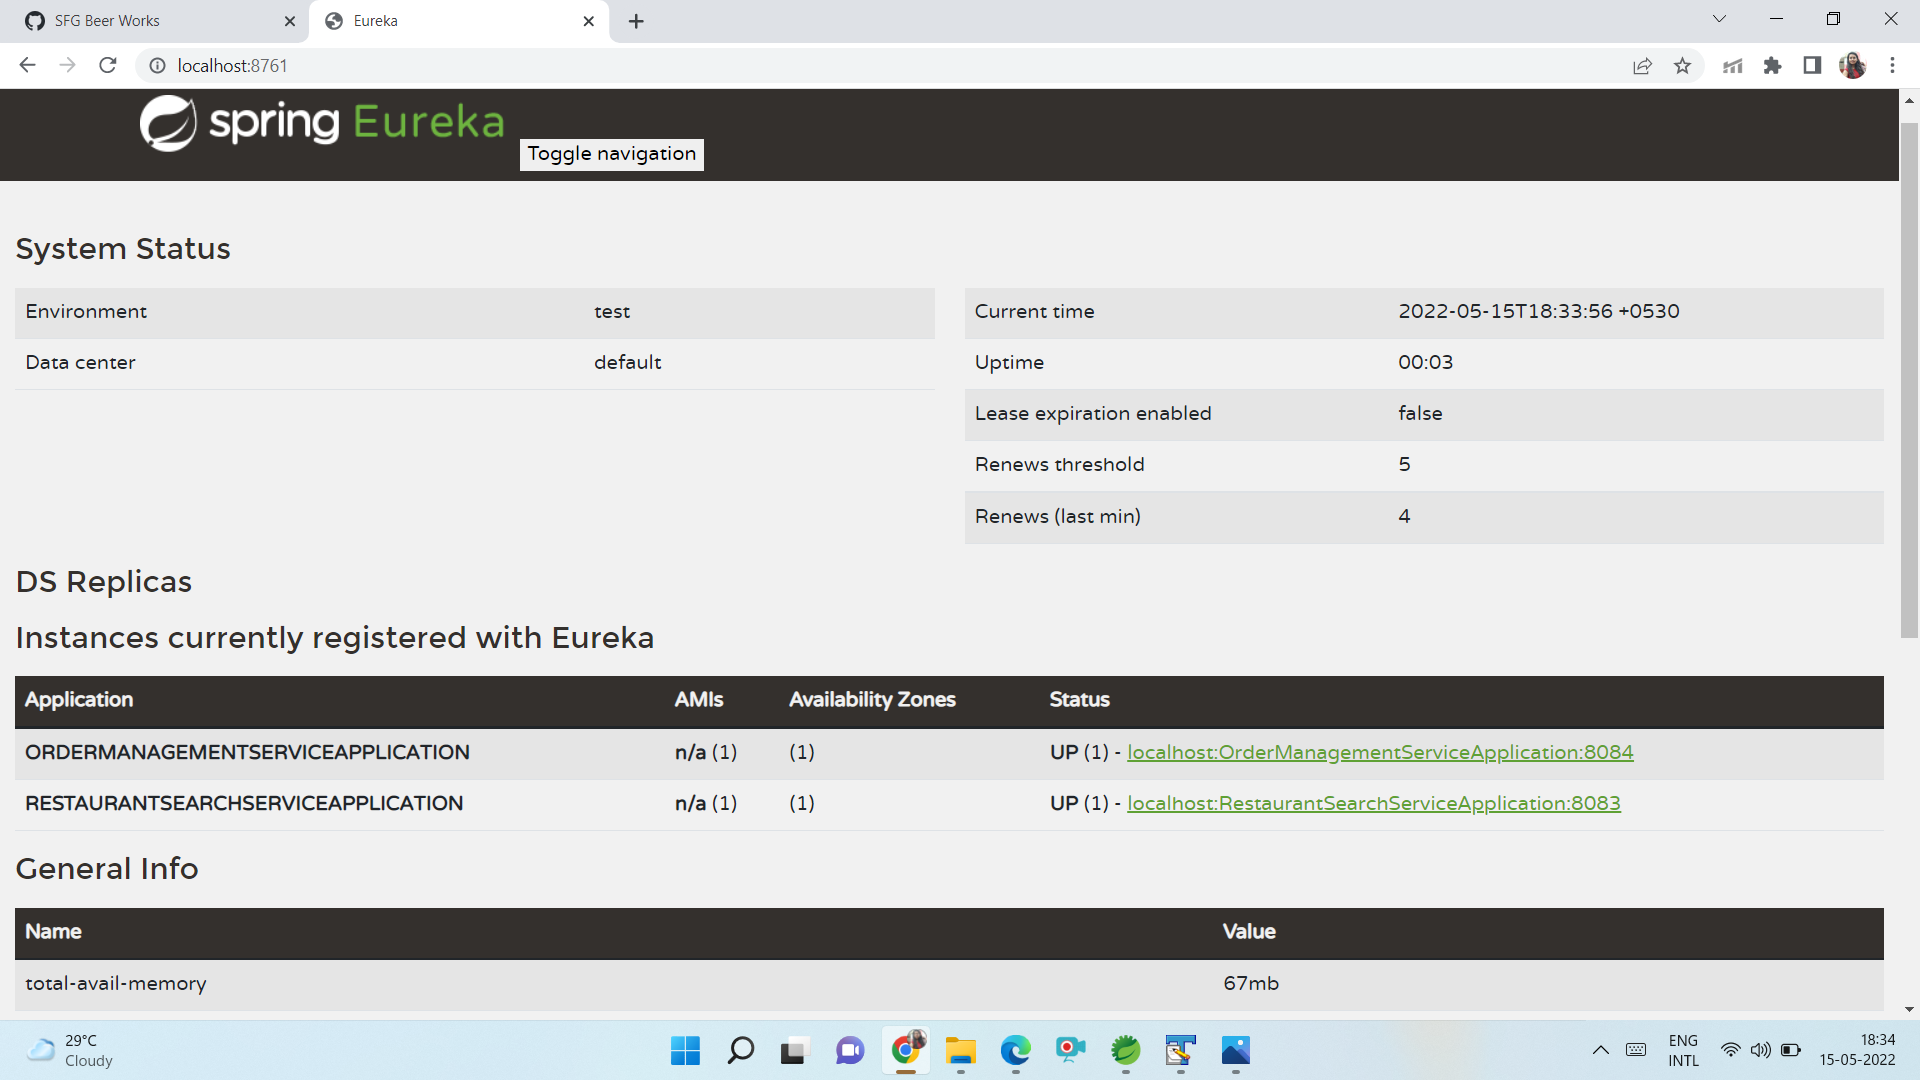 SFG Beer Works
Eureka
localhost:8761
spring Eureka
Toggle navigation
System Status
Environment test
Data center default
Current time 2022-05-15T18:33:56 +0530
Uptime 00:03
Lease expiration enabled false
Renews threshold 5
Renews (last min) 4
DS Replicas
Instances currently registered with Eureka
Application AMIs Availability Zones Status
ORDERMANAGEMENTSERVICEAPPLICATION n/a (1) (1) UP (1) - localhost:OrderManagementServiceApplication:8084
RESTAURANTSEARCHSERVICEAPPLICATION n/a (1) (1) UP (1) - localhost:RestaurantSearchServiceApplication:8083
General Info
Name Value
total-avail-memory 67mb
29°C
Cloudy
ENG
INTL
18:34
15-05-2022